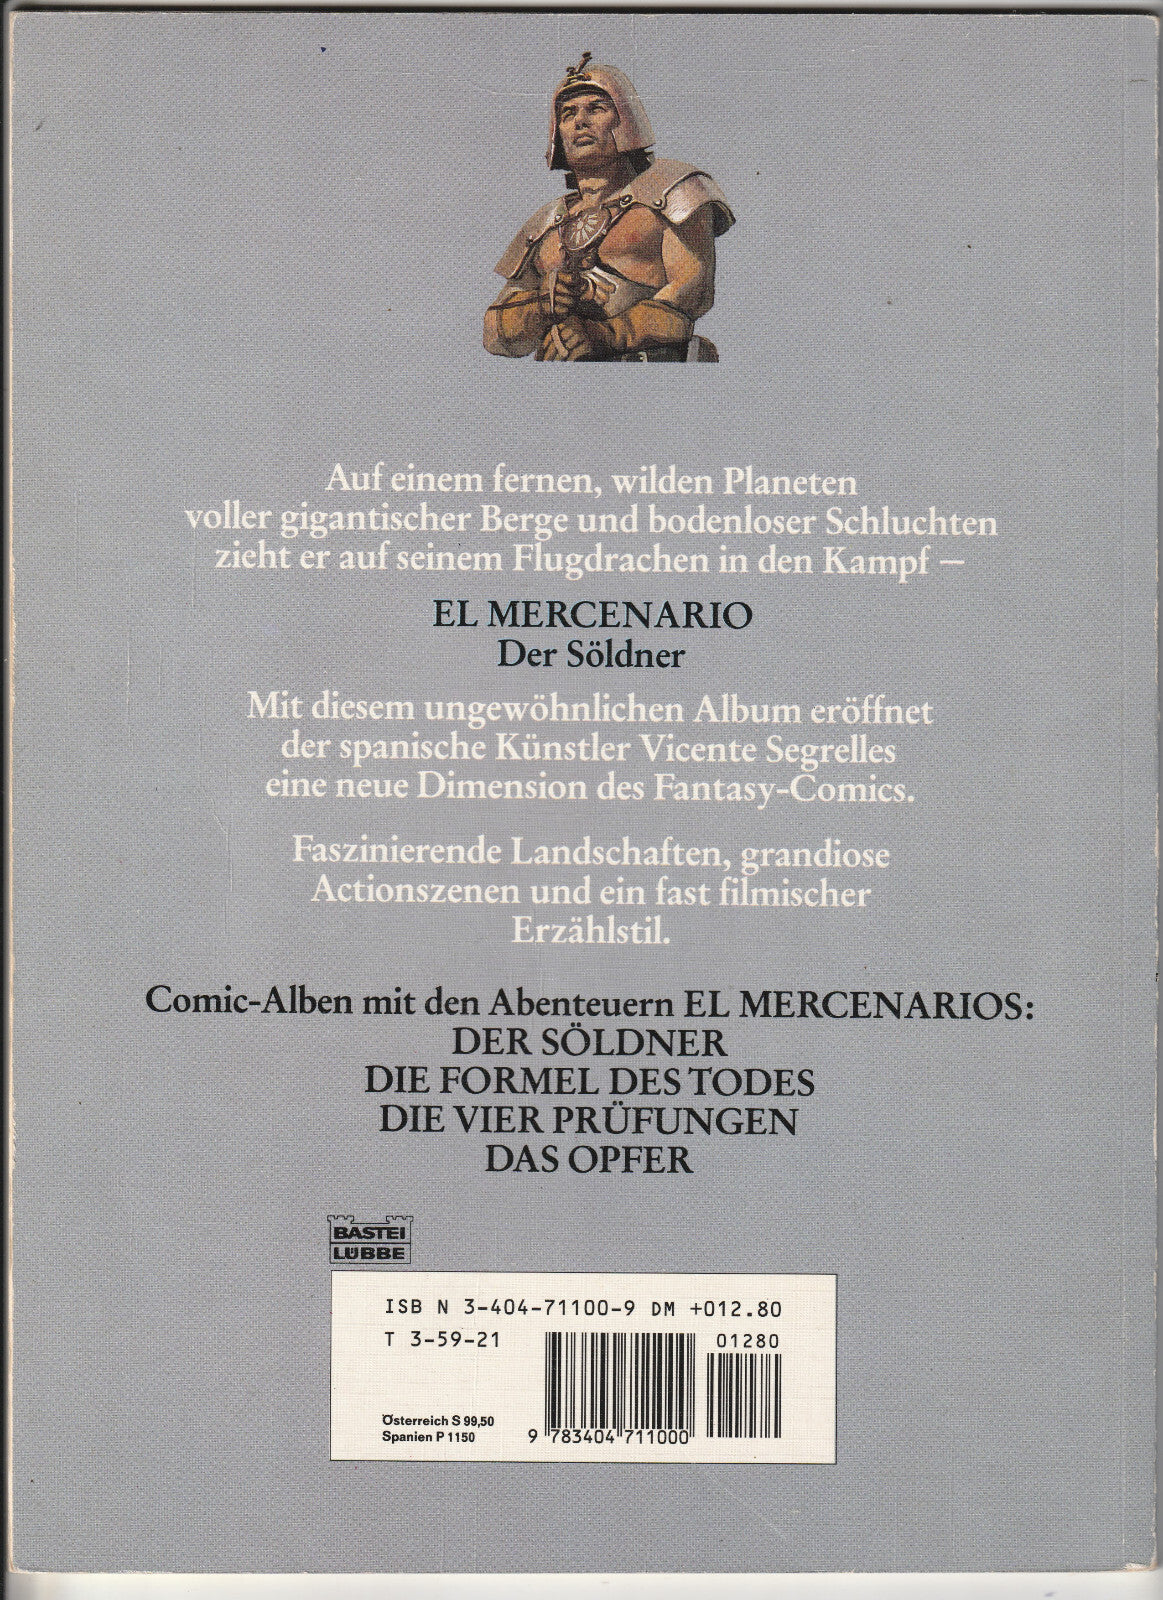 Auf einem fernen, wilden Planeten
voller gigantischer Berge und bodenloser Schluchten
zieht er auf seinem Flugdrachen in den Kampf —
EL MERCENARIO
Der Söldner
Mit diesem ungewöhnlichen Album eröffnet
der spanische Künstler Vicente Segrelles
eine neue Dimension des Fantasy-Comics.
Faszinierende Landschaften, grandiose
Actionszenen und ein fast filmischer
Erzählstil.
Comic-Alben mit den Abenteuern EL MERCENARIOS:
DER SÖLDNER
DIE FORMEL DES TODES
DIE VIER PRÜFUNGEN
DAS OPFER
BASTEI
LÜBBE
ISB N 3-404-71100-9 DM +012.80
T 3-59-21
01280
Österreich S 99,50
Spanien P 1150
9 783404 711000